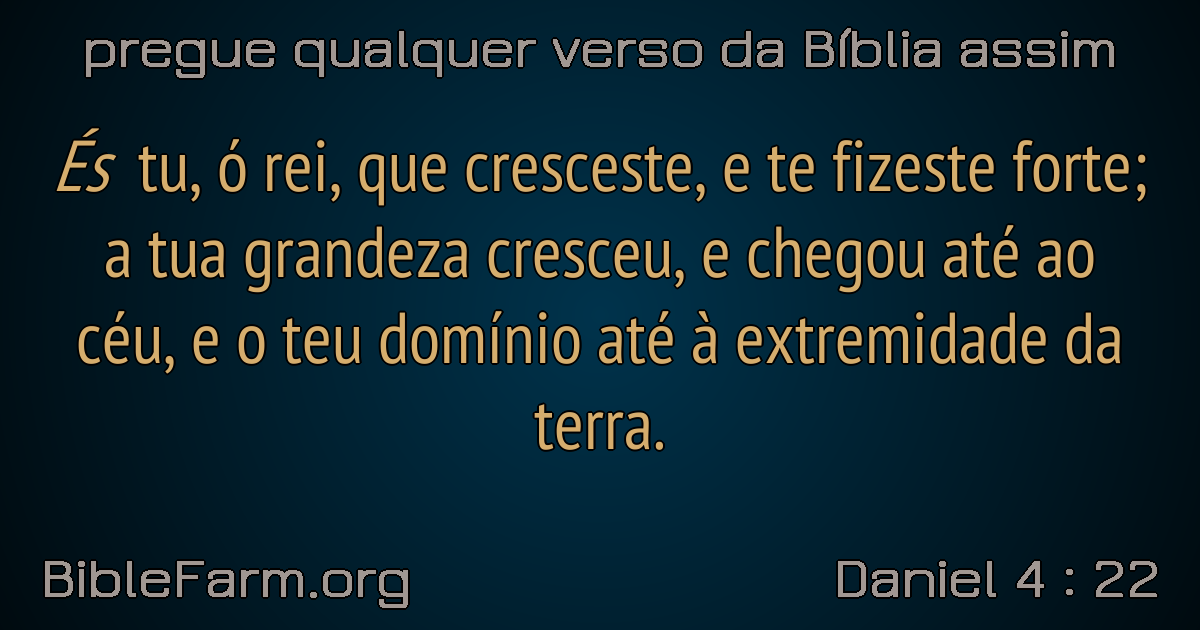 pregue qualquer verso da Bíblia assim
És tu, ó rei, que cresceste, e te fizeste forte;
a tua grandeza cresceu, e chegou até ao
céu, e o teu domínio até à extremidade da
terra.
BibleFarm.org
Daniel 4 : 22